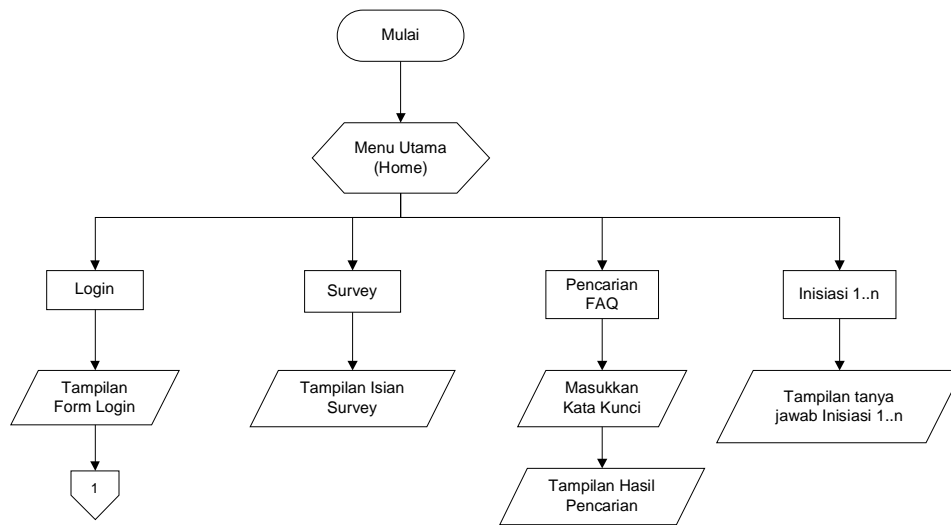 Mulai
Menu Utama
(Home)
Login
Survey
Pencarian
FAQ
Inisiasi 1..n
Tampilan
Form Login
Tampilan Isian
Survey
Masukkan
Kata Kunci
Tampilan tanya
jawab Inisiasi 1..n
1
Tampilan Hasil
Pencarian